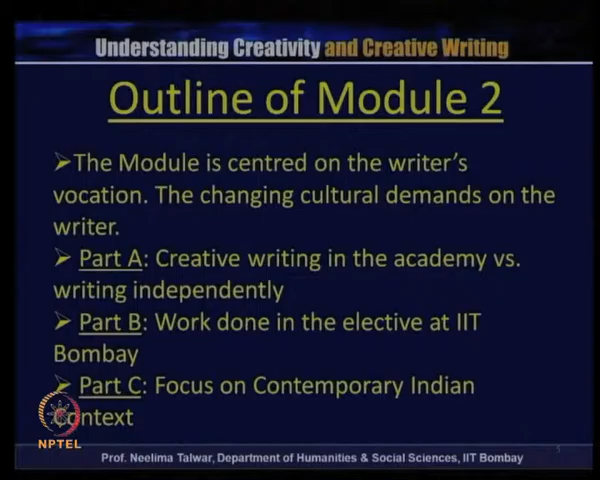 Understanding Creativity and Creative Writing
Outline of Module 2
➢The Module is centred on the writer's
vocation. The changing cultural demands on the
writer.
➢ Part A: Creative writing in the academy vs.
writing independently
➢ Part B: Work done in the elective at IIT
Bombay
➢ Part C: Focus on Contemporary Indian
Context
NPTEL
Prof. Neelima Talwar, Department of Humanities & Social Sciences, IIT Bombay
5